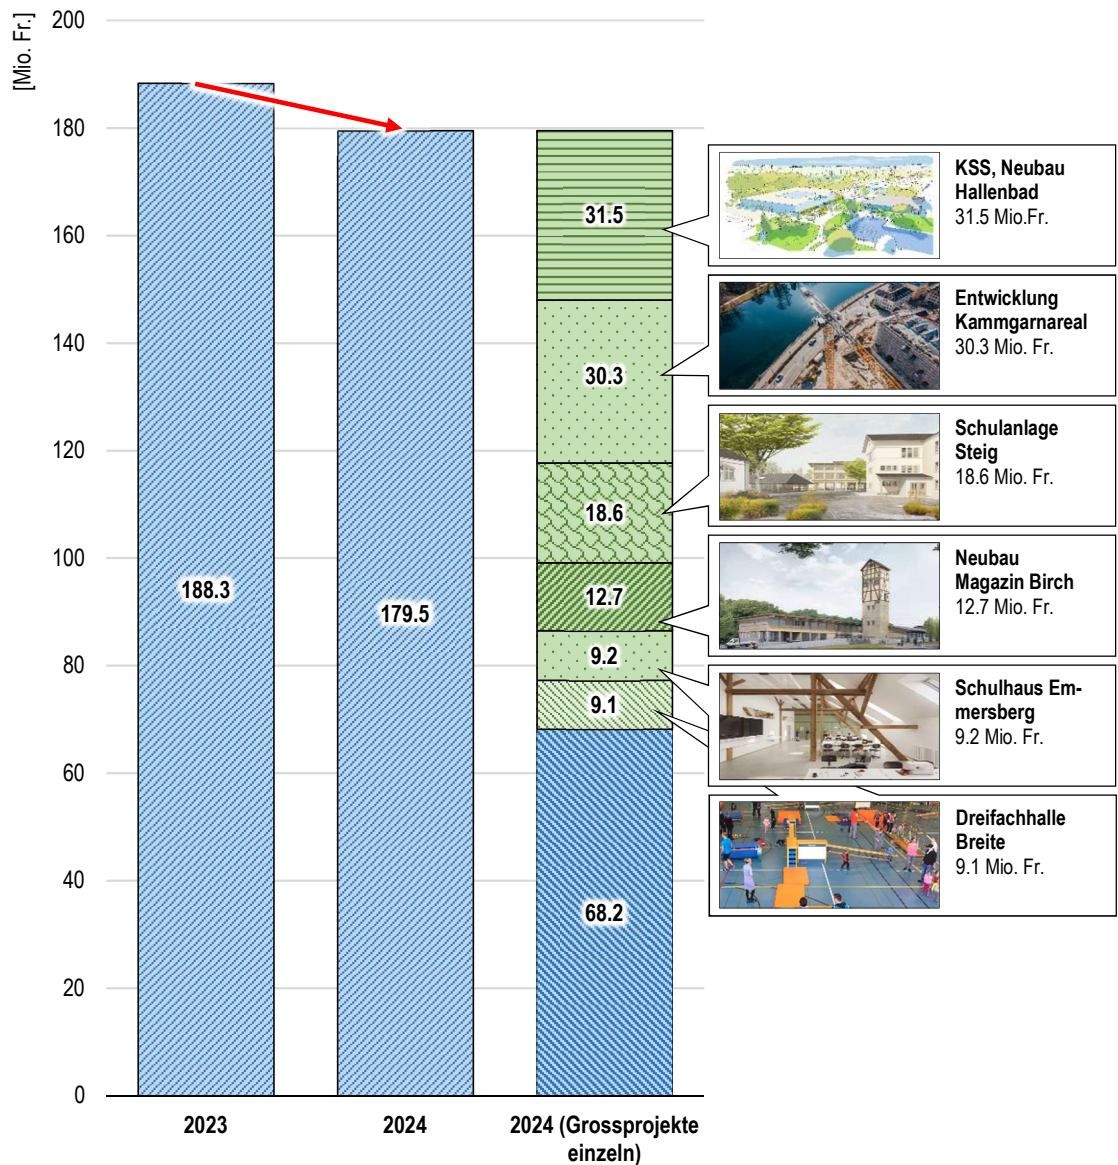 [Mio. Fr.]
200
180
160
140
120
100
80
60
40
20
0
188.3
179.5
31.5
30.3
18.6
12.7
9.2
9.1
68.2
2023
2024
2024 (Grossprojekte
einzeln)
KSS, Neubau
Hallenbad
31.5 Mio.Fr.
Entwicklung
Kammgarnareal
30.3 Mio. Fr.
Schulanlage
Steig
18.6 Mio. Fr.
Neubau
Magazin Birch
12.7 Mio. Fr.
Schulhaus Em-
mersberg
9.2 Mio. Fr.
Dreifachhalle
Breite
9.1 Mio. Fr.